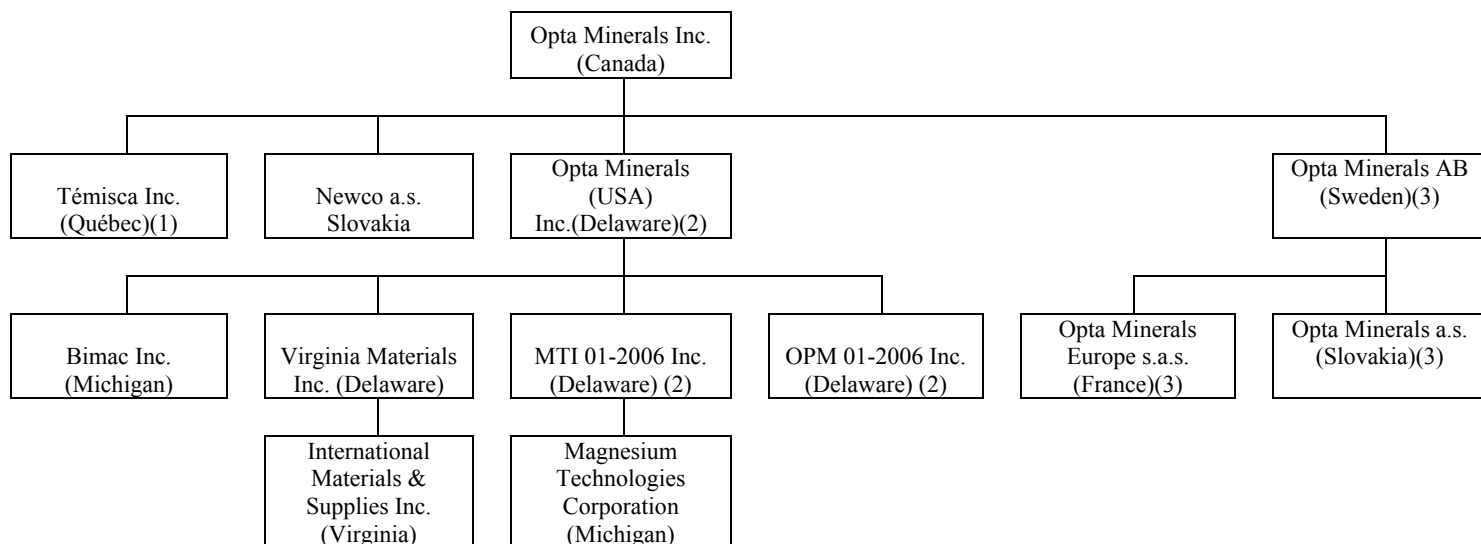 Opta Minerals Inc.
(Canada)
Témisca Inc.
(Québec)(1)
Newco a.s.
Slovakia
Opta Minerals
(USA)
Inc.(Delaware)(2)
Opta Minerals AB
(Sweden)(3)
Bimac Inc.
(Michigan)
Virginia Materials
Inc. (Delaware)
MTI 01-2006 Inc.
(Delaware) (2)
OPM 01-2006 Inc.
(Delaware) (2)
Opta Minerals
Europe s.a.s.
(France)(3)
Opta Minerals a.s.
(Slovakia)(3)
International
Materials &
Supplies Inc.
(Virginia)
Magnesium
Technologies
Corporation
(Michigan)